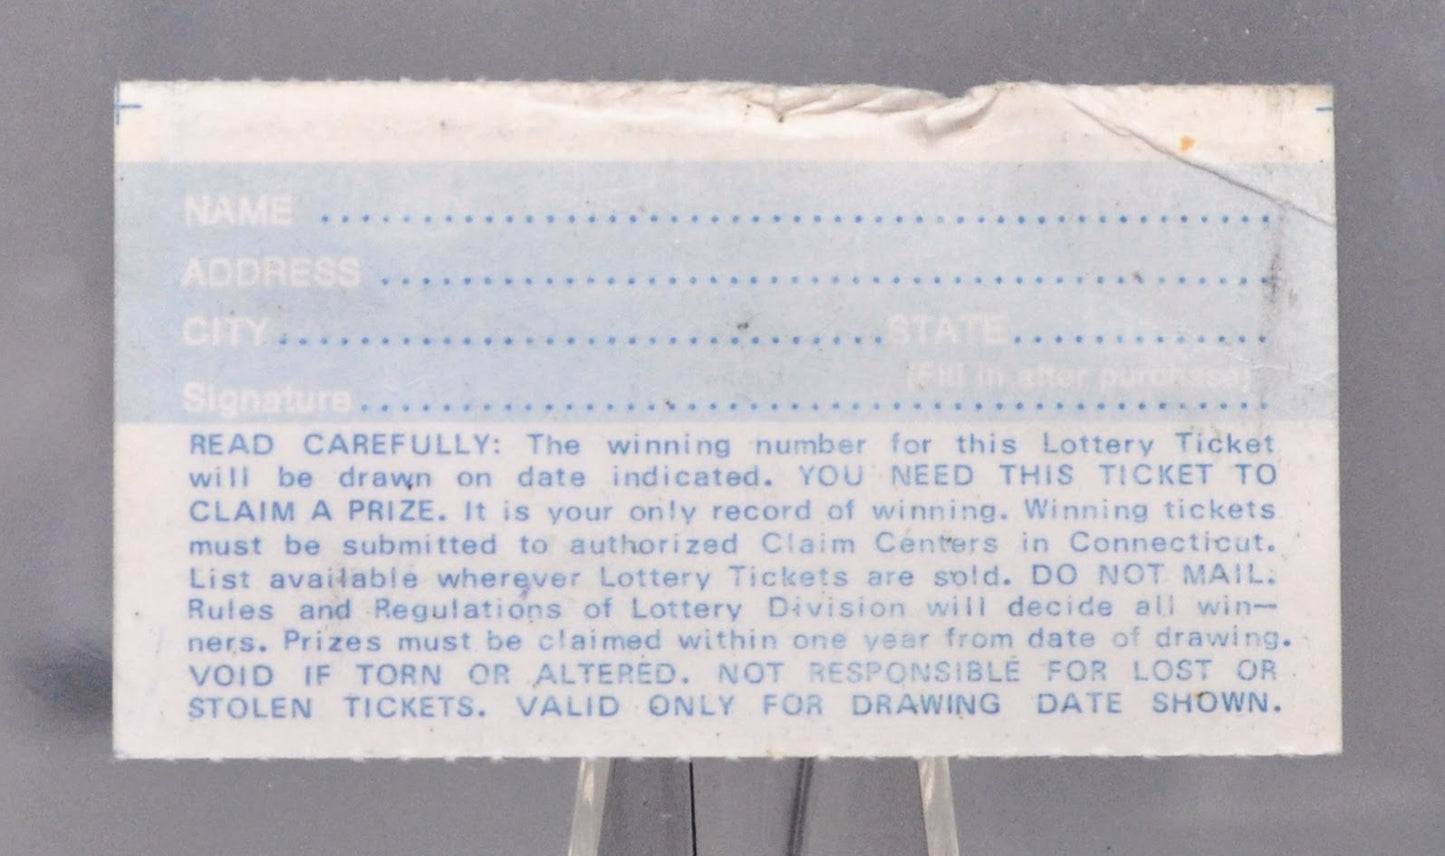 NAME ..................................................
ADDRESS ...............................................
CITY ................................ STATE ..............
(Fill in after purchase)
Signature ................................................
READ CAREFULLY: The winning number for this Lottery Ticket
will be drawn on date indicated. YOU NEED THIS TICKET TO
CLAIM A PRIZE. It is your only record of winning. Winning tickets
must be submitted to authorized Claim Centers in Connecticut.
List available wherever Lottery Tickets are sold. DO NOT MAIL.
Rules and Regulations of Lottery Division will decide all win-
ners. Prizes must be claimed within one year from date of drawing.
VOID IF TORN OR ALTERED. NOT RESPONSIBLE FOR LOST OR
STOLEN TICKETS. VALID ONLY FOR DRAWING DATE SHOWN.